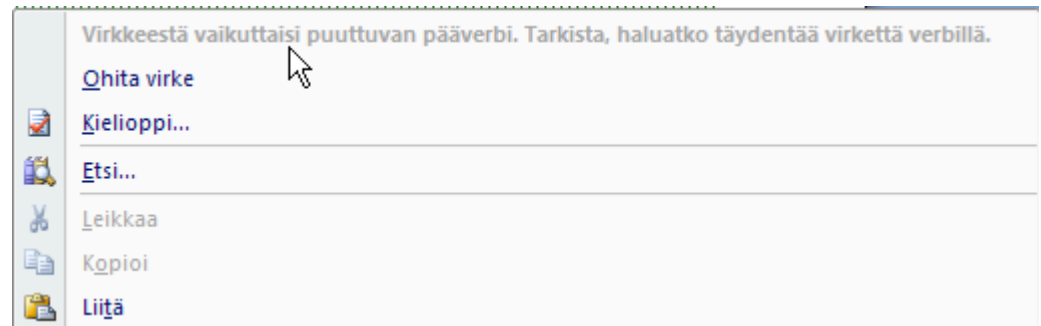 Virkkeestä vaikuttaisi puuttuvan pääverbi. Tarkista, haluatko täydentää virkettä verbillä.
Ohita virke
Kielioppi...
Etsi...
Leikkaa
Kopioi
Liitä